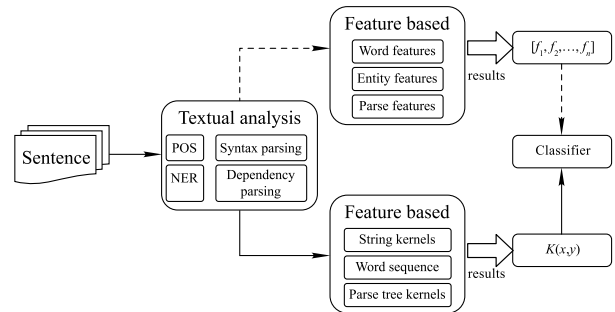 Sentence
Textual analysis
POS
Syntax parsing
NER
Dependency
parsing
Feature based
Word features
Entity features
Parse features
results
[f1, f2,…, fn]
Classifier
Feature based
String kernels
Word sequence
Parse tree kernels
results
K(x,y)